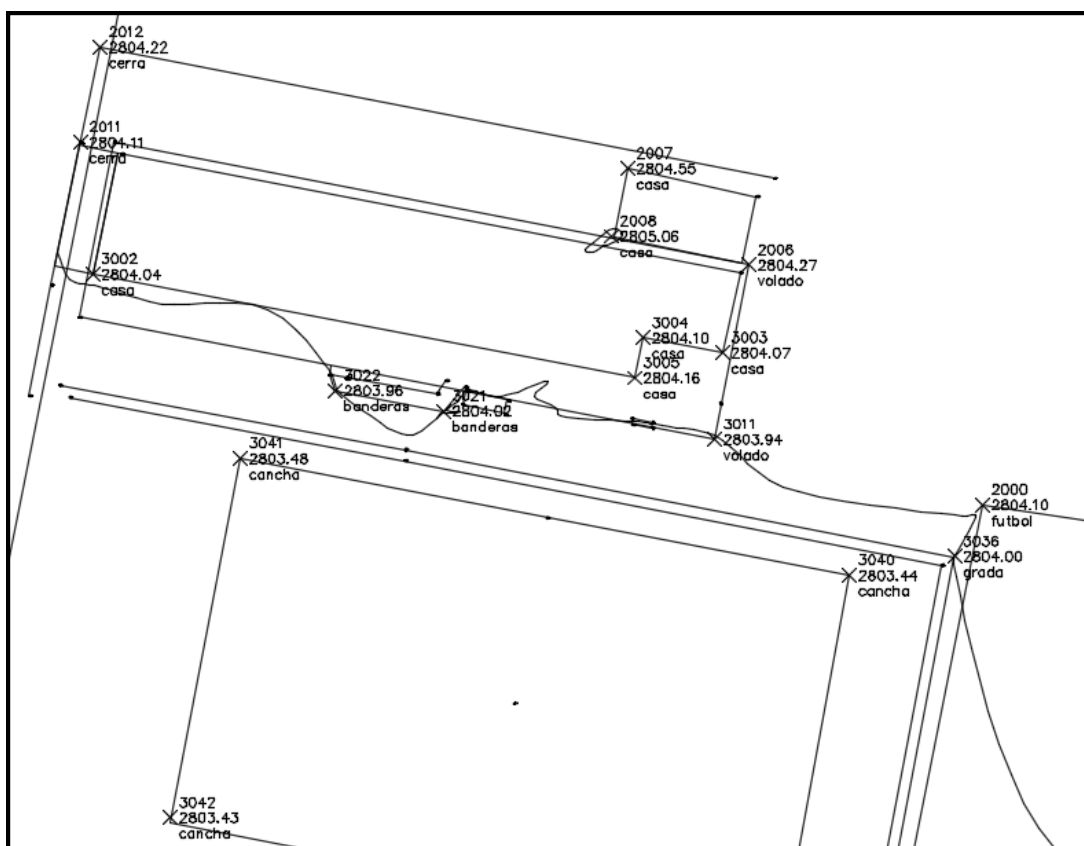 2012
2804.22
cerra
2011
2804.11
cerra
2007
2804.55
casa
2008
2805.06
casa
2006
2804.27
volado
3002
2804.04
casa
3004
2804.10
casa
3003
2804.07
casa
3005
2804.16
casa
3022
2803.96
banderas
3021
2804.02
banderas
3011
2803.94
volado
3041
2803.48
cancha
2000
2804.10
futbol
3036
2804.00
grada
3040
2803.44
cancha
3042
2803.43
cancha